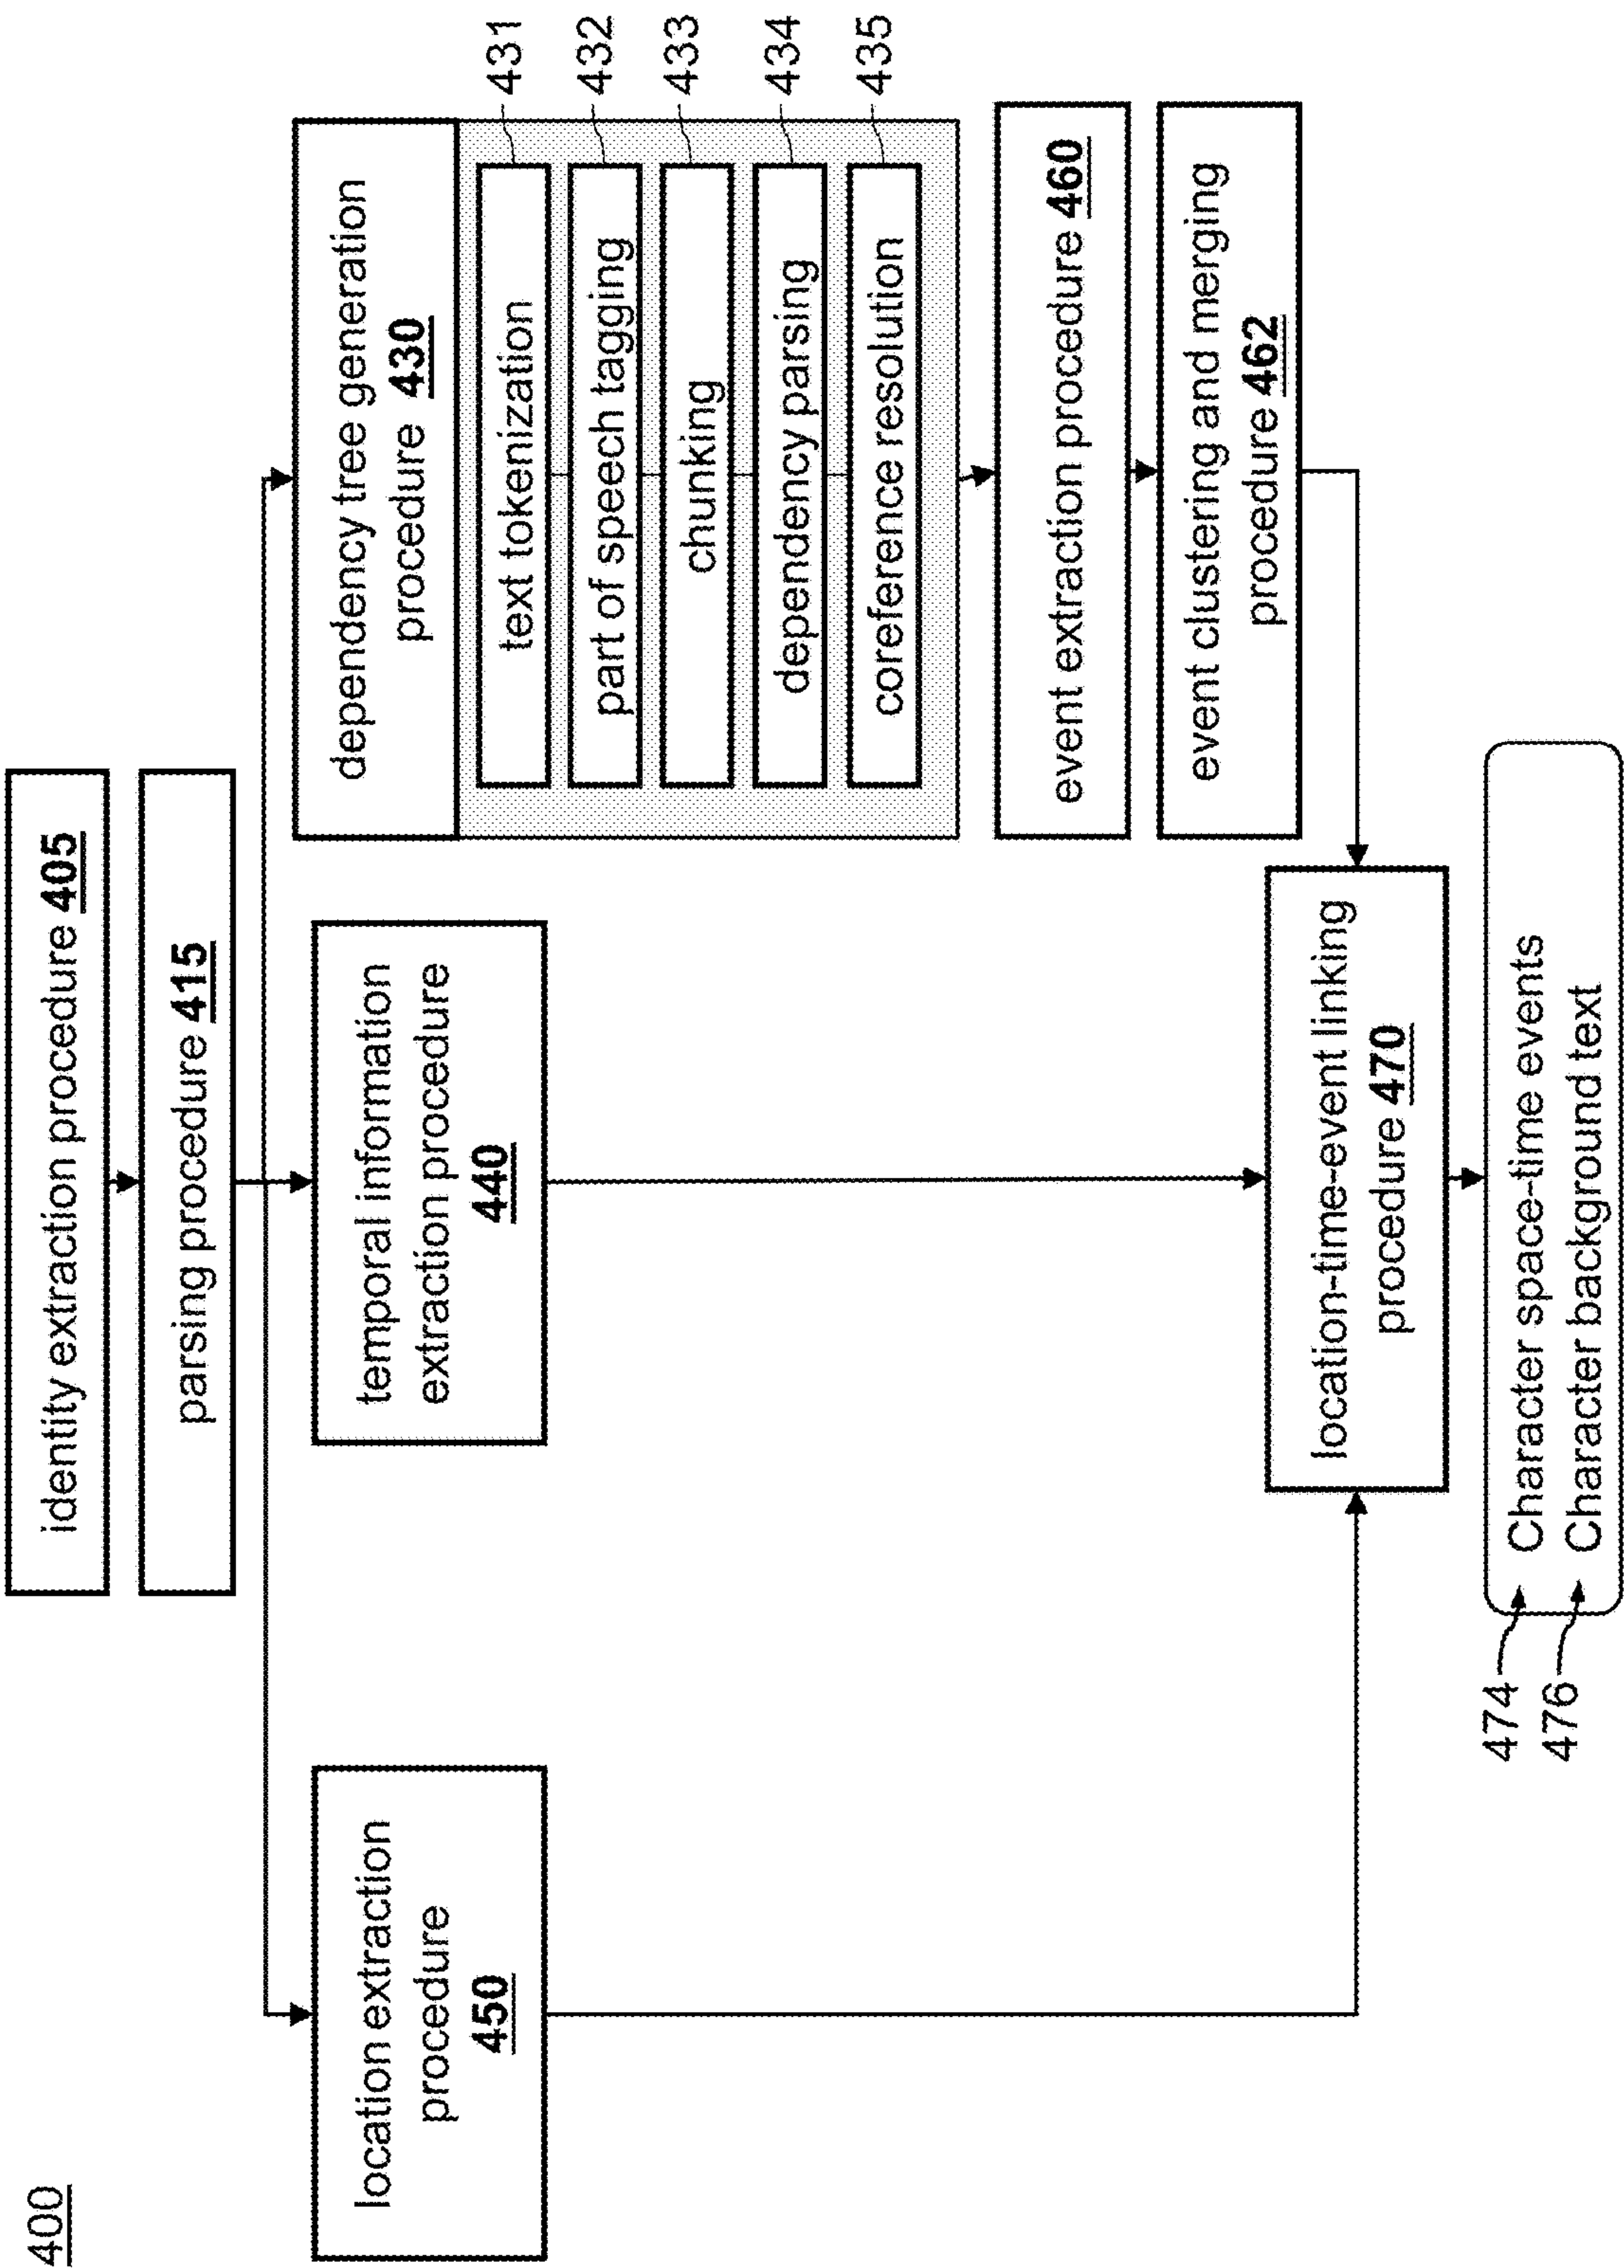 400
identity extraction procedure 405
parsing procedure 415
location extraction
procedure
450
temporal information
extraction procedure
440
dependency tree generation
procedure 430
text tokenization
431
part of speech tagging
432
chunking
433
dependency parsing
434
coreference resolution
435
event extraction procedure 460
event clustering and merging
procedure 462
location-time-event linking
procedure 470
474
Character space-time events
476
Character background text